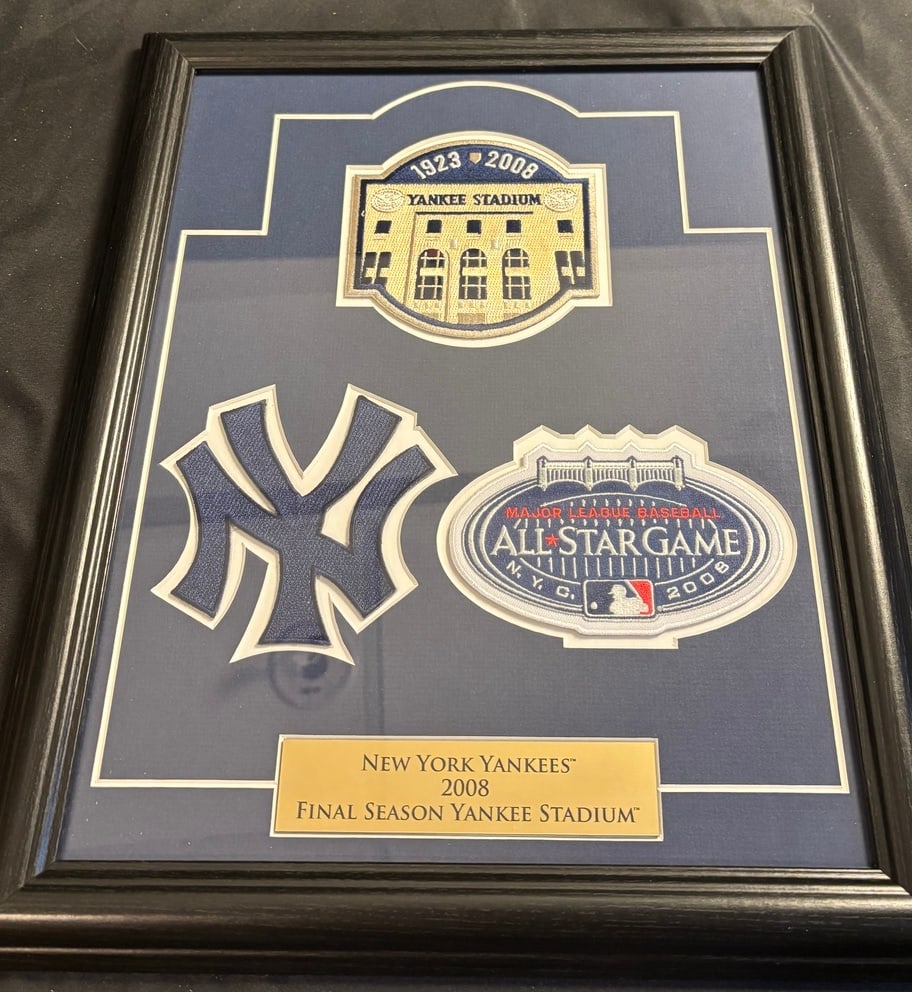 1923 2008
YANKEE STADIUM
NY
MAJOR LEAGUE BASEBALL
ALL★STAR GAME
N.Y.C. 2008
NEW YORK YANKEES™
2008
FINAL SEASON YANKEE STADIUM™